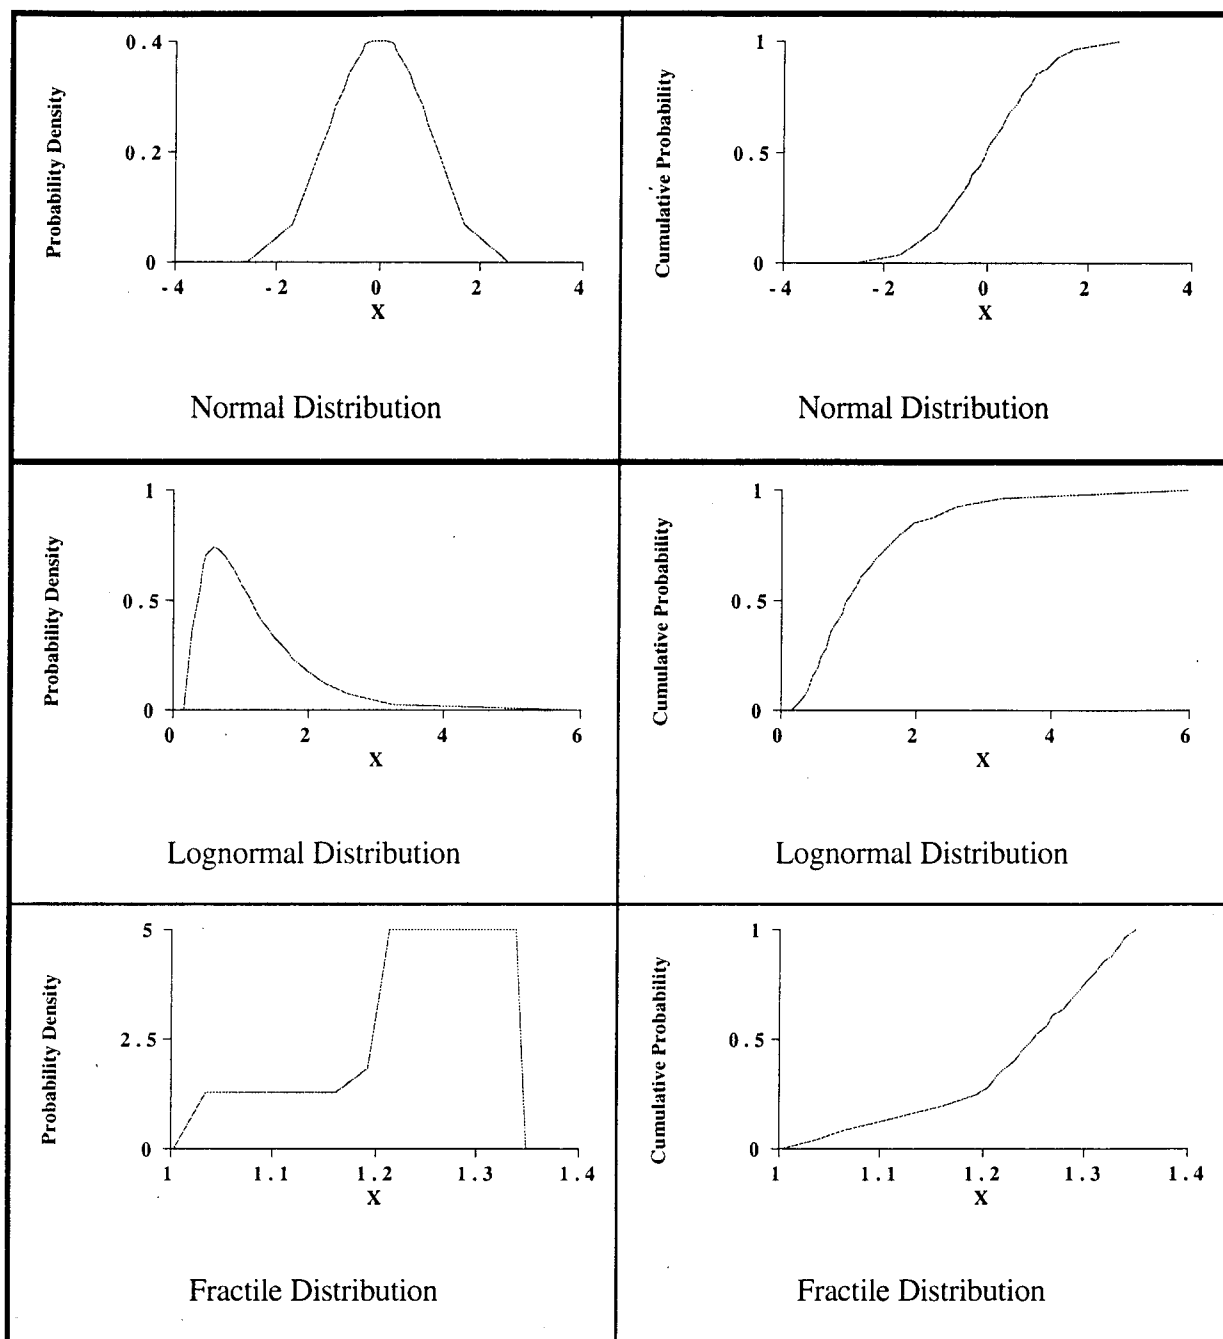 Probability Density
0.4
0.2
0
-4
-2
0
2
4
X
Normal Distribution
Cumulative Probability
1
0.5
0
-4
-2
0
2
4
X
Normal Distribution
Probability Density
1
0.5
0
0
2
4
6
X
Lognormal Distribution
Cumulative Probability
1
0.5
0
0
2
4
6
X
Lognormal Distribution
Probability Density
5
2.5
0
1
1.1
1.2
1.3
1.4
X
Fractile Distribution
Cumulative Probability
1
0.5
0
1
1.1
1.2
1.3
1.4
X
Fractile Distribution